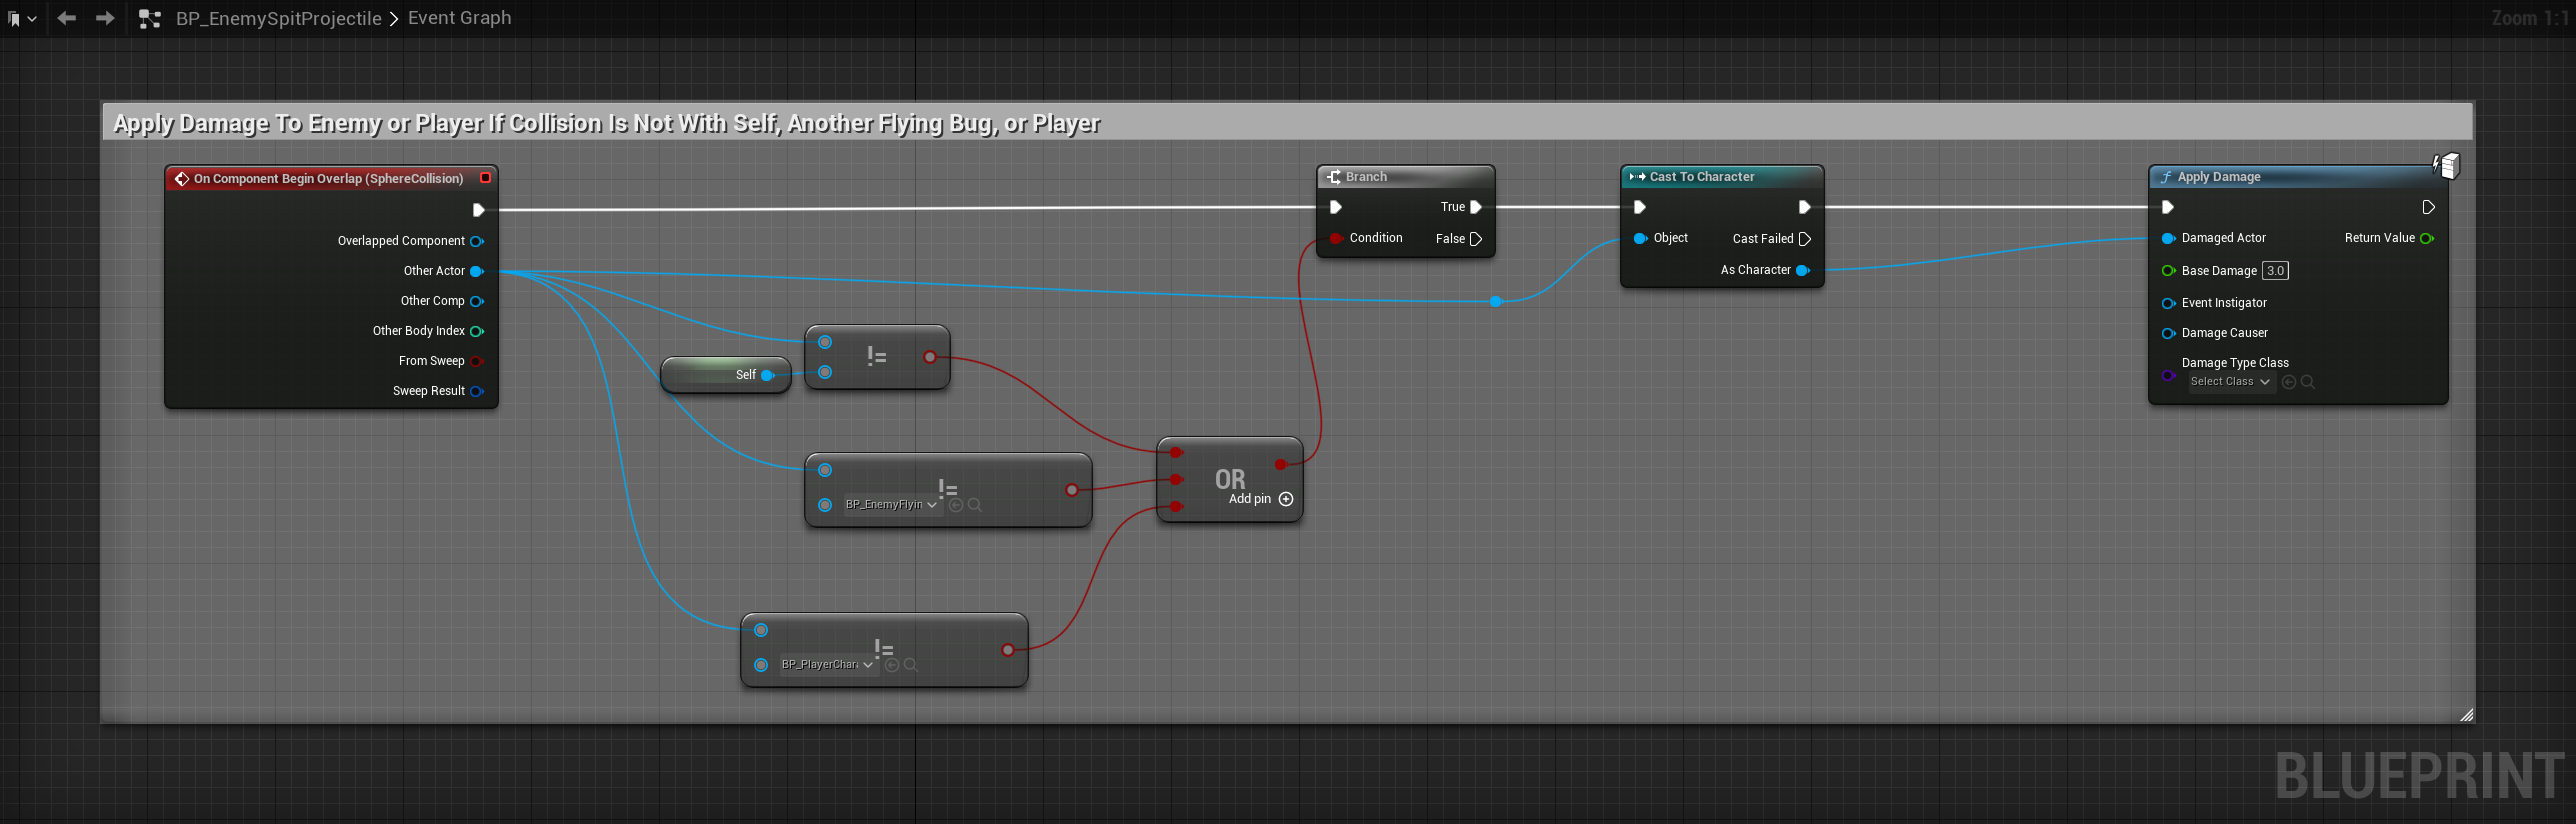 BP_EnemySpitProjectile > Event Graph
Zoom 1:1
Apply Damage To Enemy or Player If Collision Is Not With Self, Another Flying Bug, or Player
On Component Begin Overlap (SphereCollision)
Overlapped Component
Other Actor
Other Comp
Other Body Index
From Sweep
Sweep Result
Self
!=
!=
BP_EnemyFlyin
!=
BP_PlayerChar
OR
Add pin
Branch
True
Condition
False
Cast To Character
Object
Cast Failed
As Character
Apply Damage
Damaged Actor
Return Value
Base Damage 3.0
Event Instigator
Damage Causer
Damage Type Class
Select Class
BLUEPRINT